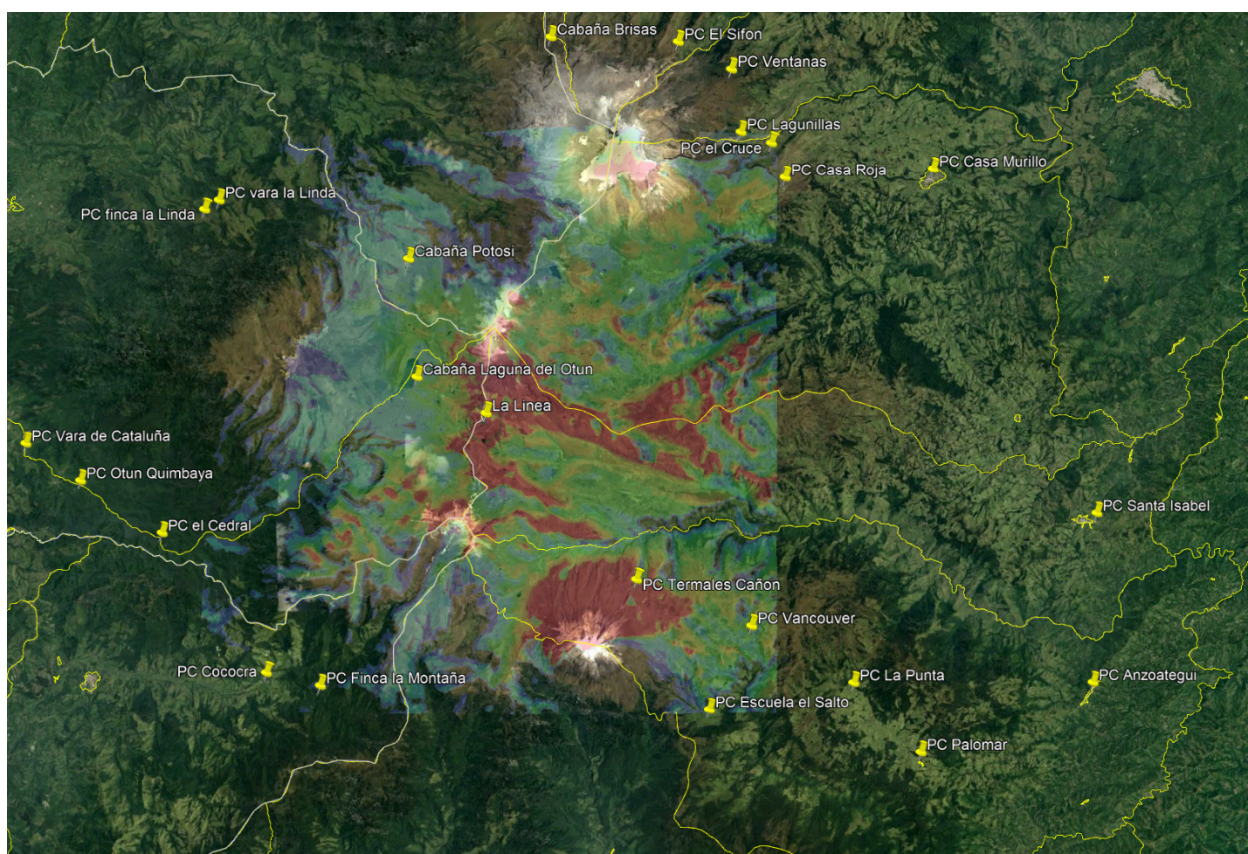 Cabaña Brisas
PC El Sifon
PC Ventanas
PC Lagunillas
PC el Cruce
PC Casa Roja
PC Casa Murillo
PC vara la Linda
PC finca la Linda
Cabaña Potosi
Cabaña Laguna del Otun
La Linea
PC Vara de Cataluña
PC Otun Quimbaya
PC el Cedral
PC Santa Isabel
PC Termales Cañon
PC Vancouver
PC Cococra
PC Finca la Montaña
PC La Punta
PC Anzoategui
PC Escuela el Salto
PC Palomar